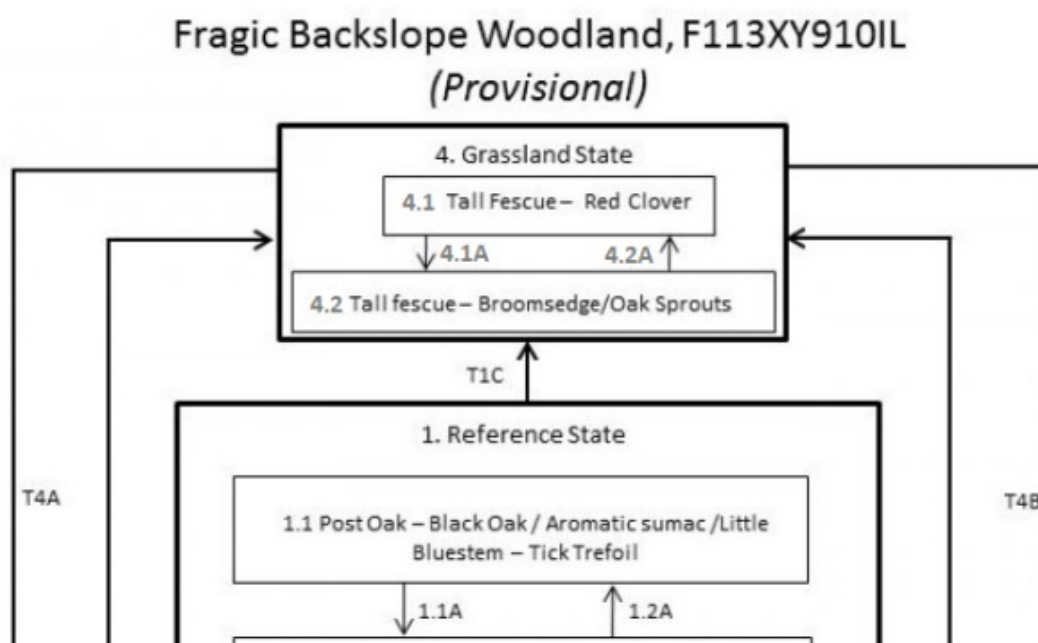 Fragic Backslope Woodland, F113XY910IL
(Provisional)
4. Grassland State
4.1 Tall Fescue – Red Clover
4.1A
4.2A
4.2 Tall fescue – Broomsedge/Oak Sprouts
T1C
1. Reference State
T4A
T4B
1.1 Post Oak – Black Oak / Aromatic sumac /Little
Bluestem – Tick Trefoil
1.1A
1.2A